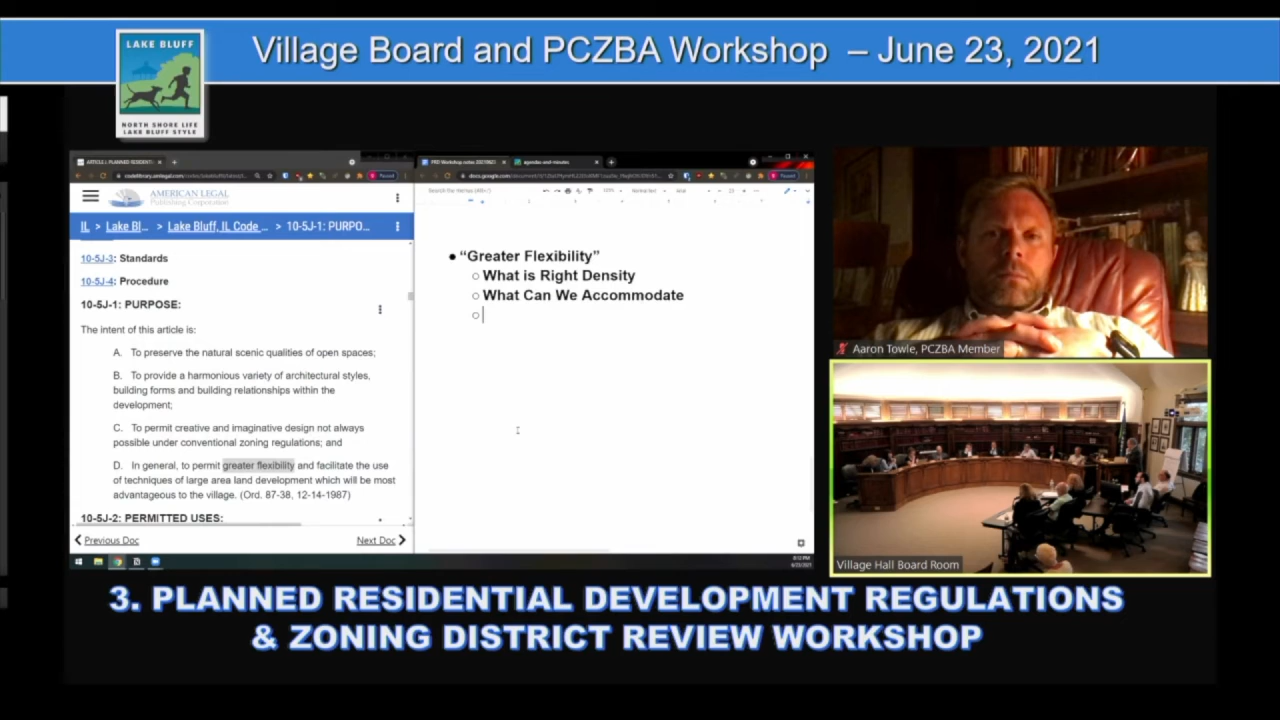 LAKE BLUFF
NORTH SHORE LIFE
LAKE BLUFF STYLE
Village Board and PCZBA Workshop – June 23, 2021
AMERICAN LEGAL
Publishing Corporation
IL > Lake Bl... > Lake Bluff, IL Code ... > 10-5J-1: PURPO...
10-5J-3: Standards
10-5J-4: Procedure
10-5J-1: PURPOSE:
The intent of this article is:
A. To preserve the natural scenic qualities of open spaces;
B. To provide a harmonious variety of architectural styles,
building forms and building relationships within the
development;
C. To permit creative and imaginative design not always
possible under conventional zoning regulations; and
D. In general, to permit greater flexibility and facilitate the use
of techniques of large area land development which will be most
advantageous to the village. (Ord. 87-38, 12-14-1987)
10-5J-2: PERMITTED USES:
Previous Doc
Next Doc
agendas-and-minutes
Normal text
Arial
• "Greater Flexibility"
○ What is Right Density
○ What Can We Accommodate
○
Aaron Towle, PCZBA Member
Village Hall Board Room
3. PLANNED RESIDENTIAL DEVELOPMENT REGULATIONS
& ZONING DISTRICT REVIEW WORKSHOP